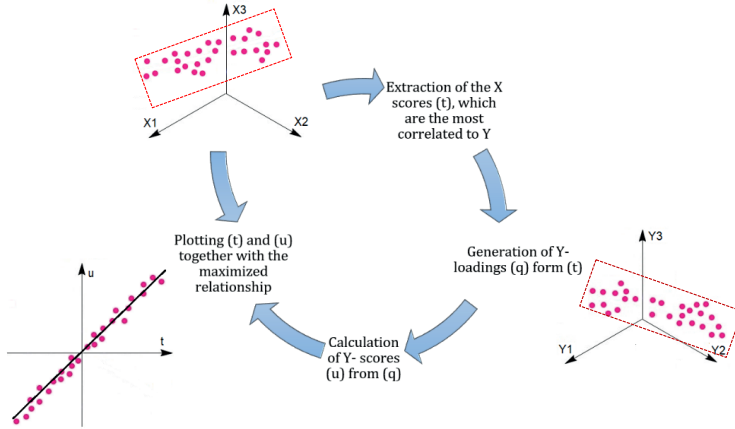 X3
X1
X2
Extraction of the X
scores (t), which
are the most
correlated to Y
Y3
Generation of Y-
loadings (q) form (t)
Y1
Y2
Calculation
of Y- scores
(u) from (q)
Plotting (t) and (u)
together with the
maximized
relationship
u
t